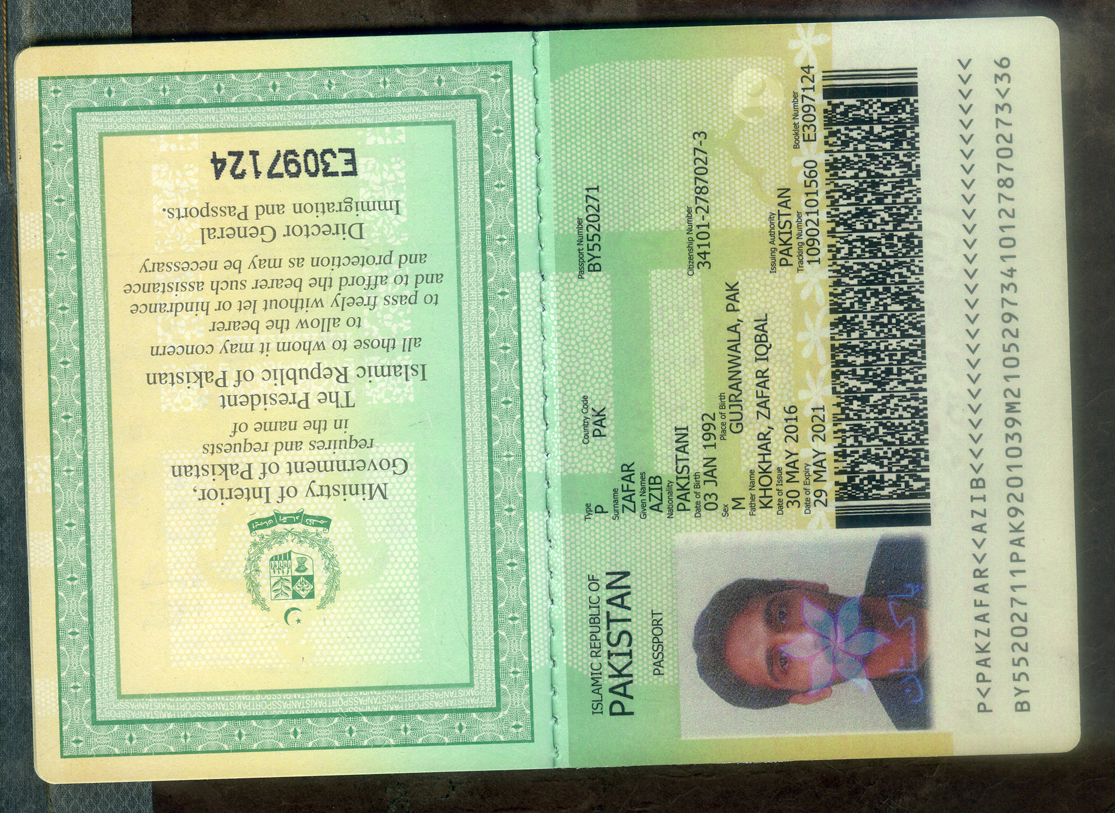 Ministry of Interior,
Government of Pakistan
requires and requests
in the name of
The President
Islamic Republic of Pakistan
all those to whom it may concern
to allow the bearer
to pass freely without let or hindrance
and to afford the bearer such assistance
and protection as may be necessary
Director General
Immigration and Passports.
E3097124
ISLAMIC REPUBLIC OF
PAKISTAN
PASSPORT
Type Country Code Passport Number
P PAK BY5520271
Surname
ZAFAR
Given Names
AZIB
Nationality
PAKISTANI
Date of Birth Citizenship Number
03 JAN 1992 34101-2787027-3
Sex Place of Birth
M GUJRANWALA, PAK
Father Name
KHOKHAR, ZAFAR IQBAL
Date of Issue Issuing Authority
30 MAY 2016 PAKISTAN
Date of Expiry Tracking Number Booklet Number
29 MAY 2021 10902101560 E3097124
پاکستان
P<PAKZAFAR<<AZIB<<<<<<<<<<<<<<<<<<<<<<<<<<<<
BY55202711PAK9201039M21052973410127870273<36